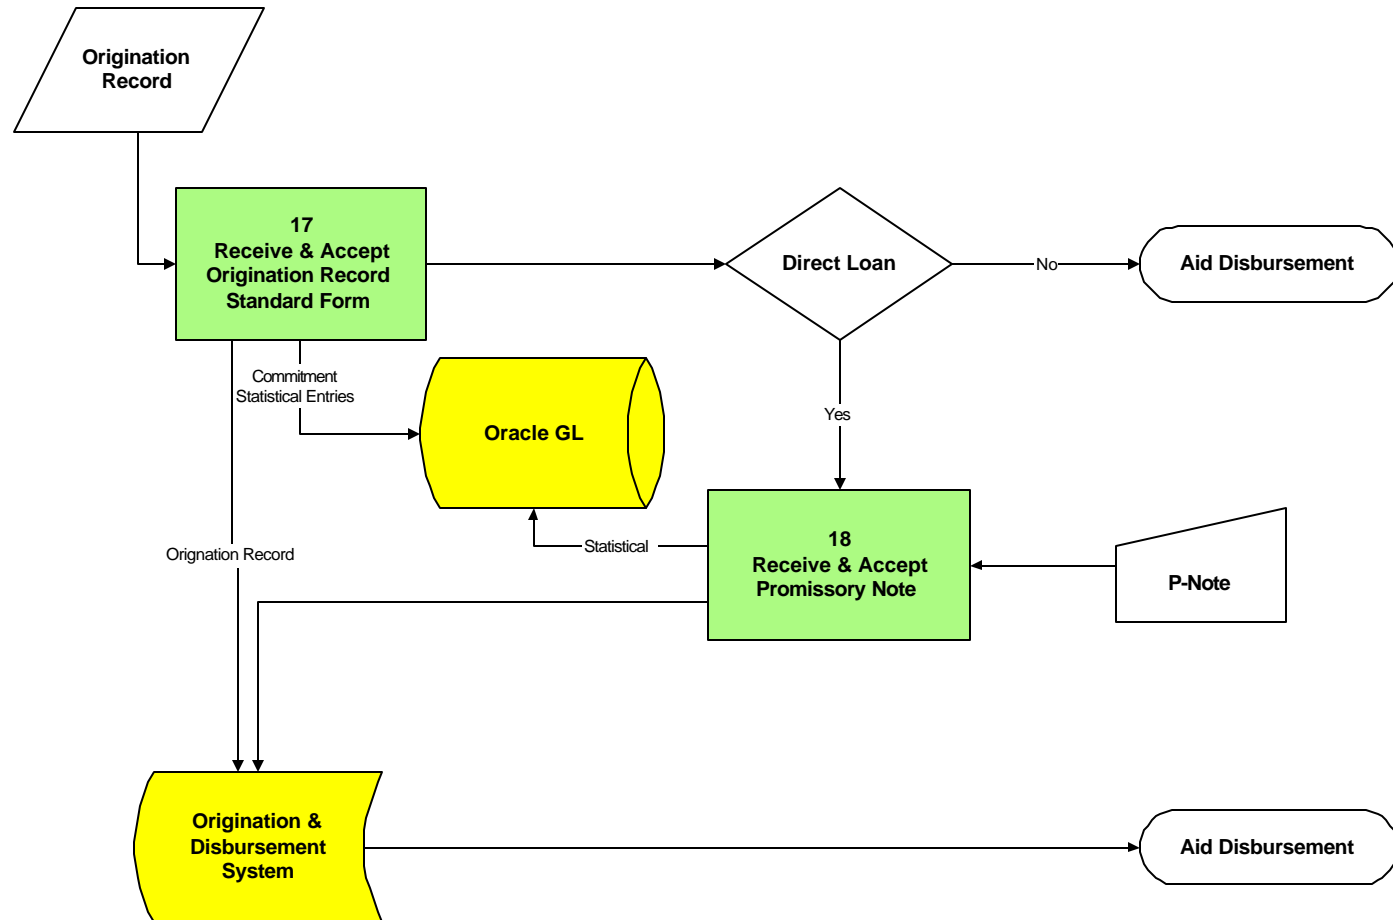 Origination
Record
17
Receive & Accept
Origination Record
Standard Form
Direct Loan
No
Aid Disbursement
Commitment
Statistical Entries
Oracle GL
Yes
Orignation Record
Statistical
18
Receive & Accept
Promissory Note
P-Note
Origination &
Disbursement
System
Aid Disbursement